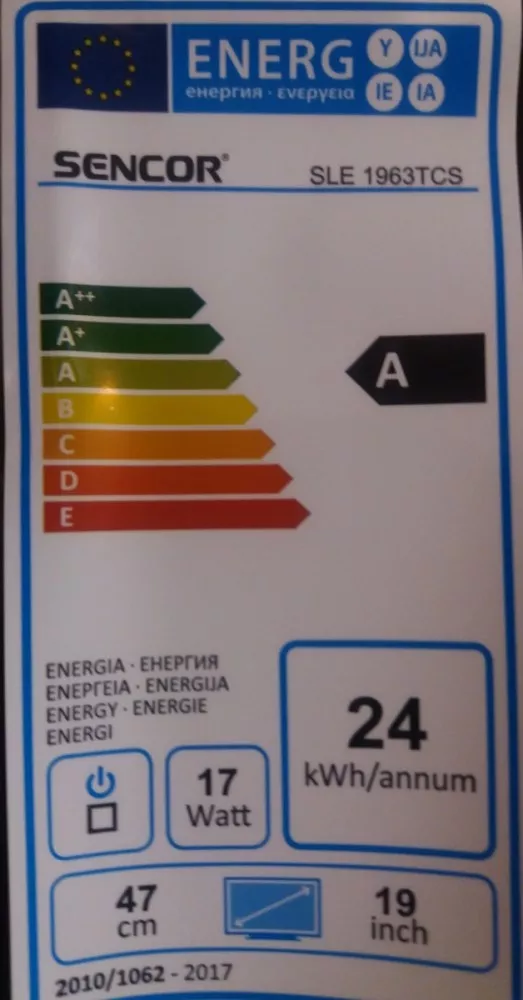 ENERG Y IJA
енергия · ενεργεια IE IA
SENCOR® SLE 1963TCS
A++
A+
A
A
B
C
D
E
ENERGIA · ЕНЕРГИЯ
ΕΝΕΡΓΕΙΑ · ENERGIJA
ENERGY · ENERGIE
ENERGI
24
kWh/annum
17
Watt
47
cm
19
inch
2010/1062 - 2017